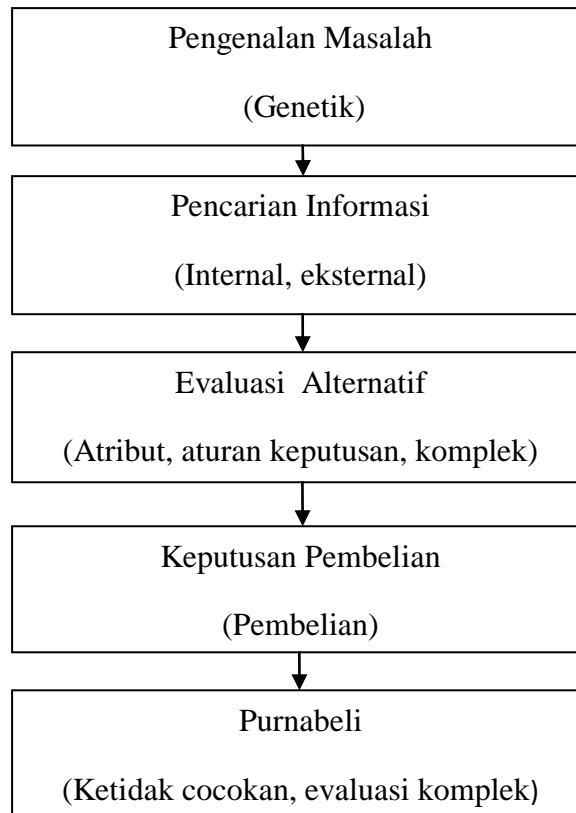 Pengenalan Masalah
(Genetik)
Pencarian Informasi
(Internal, eksternal)
Evaluasi Alternatif
(Atribut, aturan keputusan, komplek)
Keputusan Pembelian
(Pembelian)
Purnabeli
(Ketidak cocokan, evaluasi komplek)